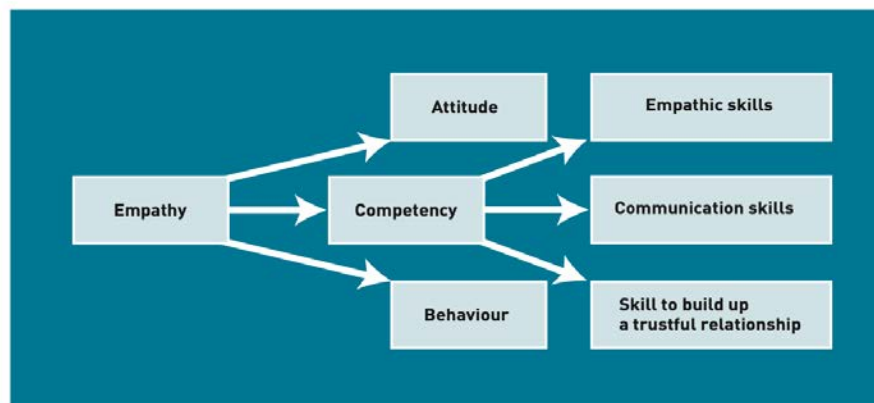 Attitude
Empathic skills
Empathy
Competency
Communication skills
Behaviour
Skill to build up
a trustful relationship